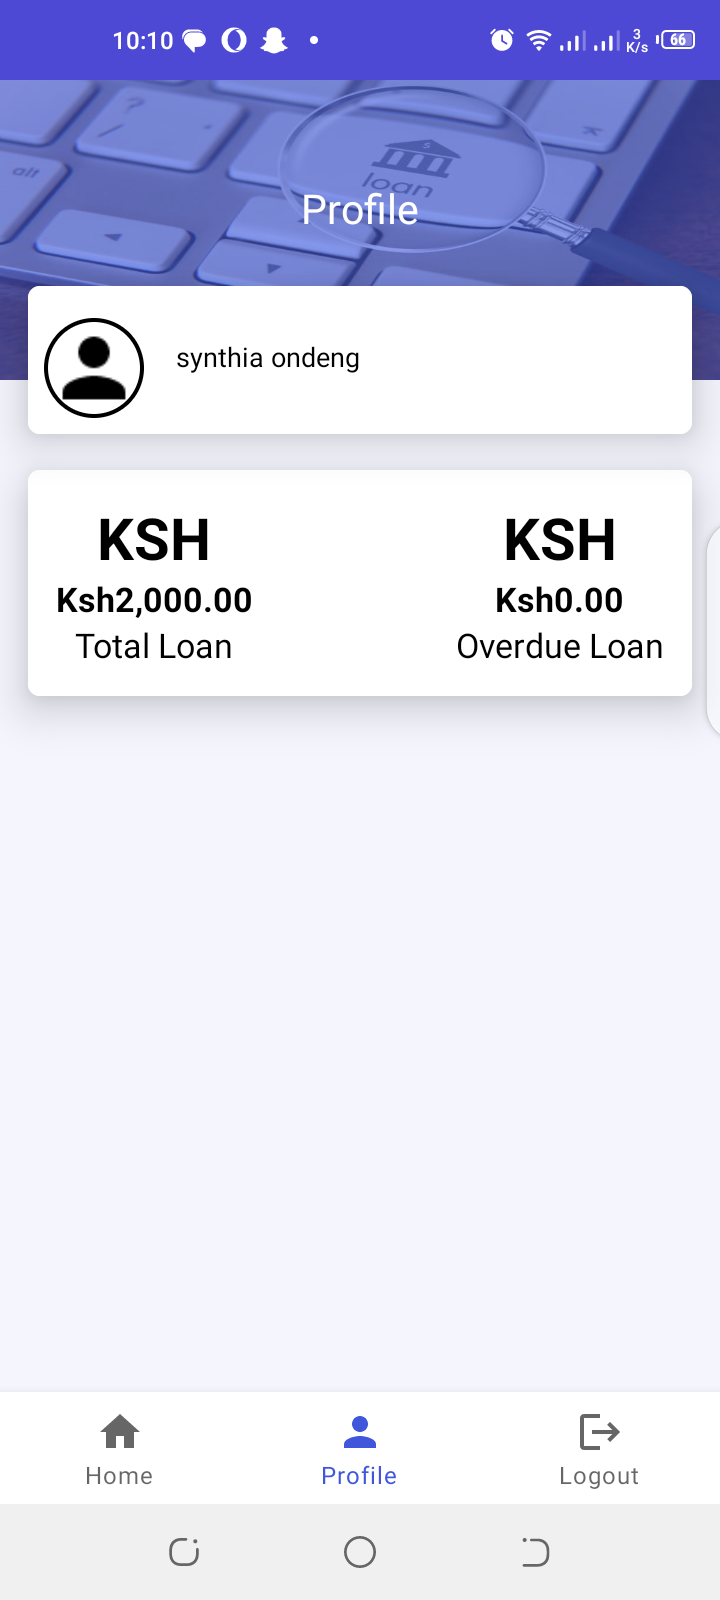 10:10
3
K/s
66
?
/
alt
loan
Profile
synthia ondeng
KSH
Ksh2,000.00
Total Loan
KSH
Ksh0.00
Overdue Loan
Home
Profile
Logout